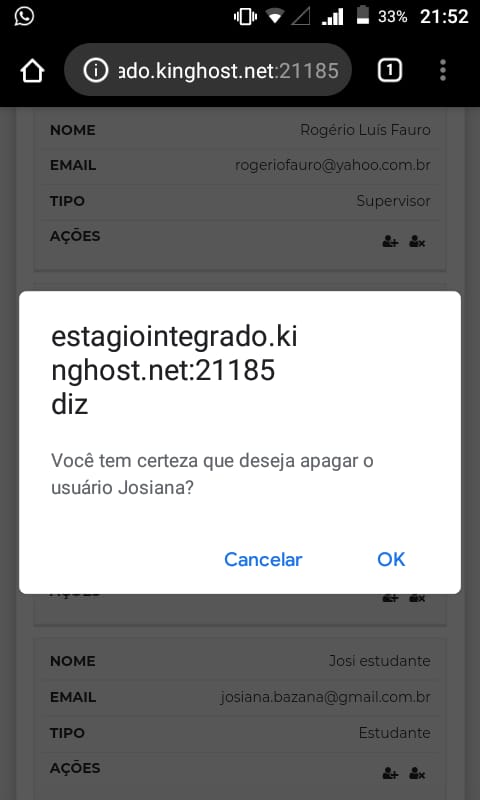 33% 21:52
ado.kinghost.net:21185 1
NOME Rogério Luís Fauro
EMAIL rogeriofauro@yahoo.com.br
TIPO Supervisor
AÇÕES
estagiointegrado.ki
nghost.net:21185
diz
Você tem certeza que deseja apagar o
usuário Josiana?
Cancelar OK
AÇÕES
NOME Josi estudante
EMAIL josiana.bazana@gmail.com.br
TIPO Estudante
AÇÕES